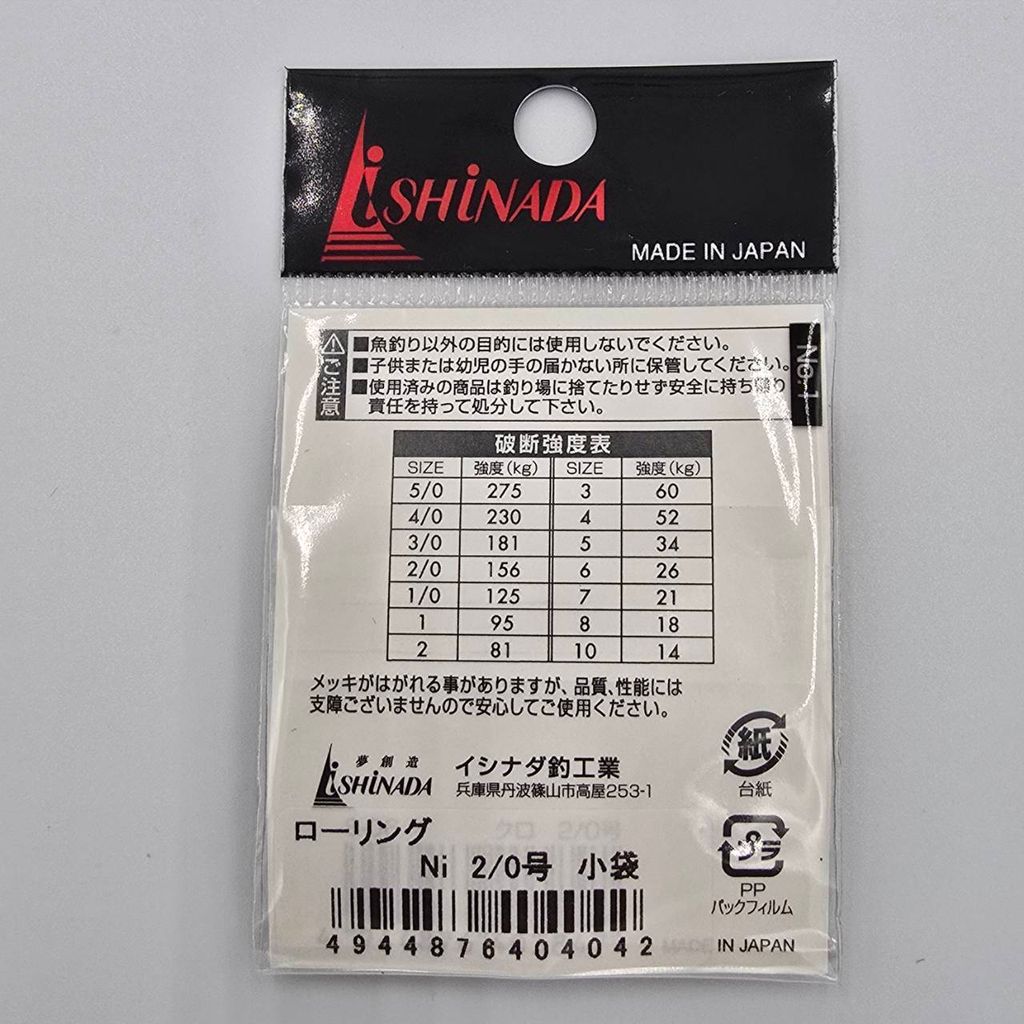 iSHiNADA
MADE IN JAPAN
No.1
ご注意
■魚釣り以外の目的には使用しないでください。
■子供または幼児の手の届かない所に保管してください。
■使用済みの商品は釣り場に捨てたりせず安全に持ち帰り
責任を持って処分して下さい。
破断強度表
SIZE 強度(kg) SIZE 強度(kg)
5/0 275 3 60
4/0 230 4 52
3/0 181 5 34
2/0 156 6 26
1/0 125 7 21
1 95 8 18
2 81 10 14
メッキがはがれる事がありますが、品質、性能には
支障ございませんので安心してご使用ください。
夢創造
iSHiNADA
イシナダ釣工業
兵庫県丹波篠山市高屋253-1
紙
台紙
ローリング
クロ 2/0号
Ni 2/0号 小袋
プラ
PP
パックフィルム
4944876404042
MADE IN JAPAN